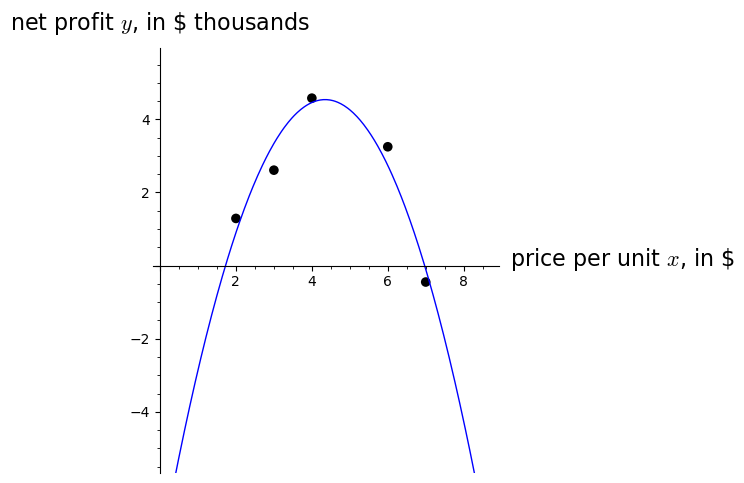 net profit y, in $ thousands
4
2
price per unit x, in $
2 4 6 8
−2
−4